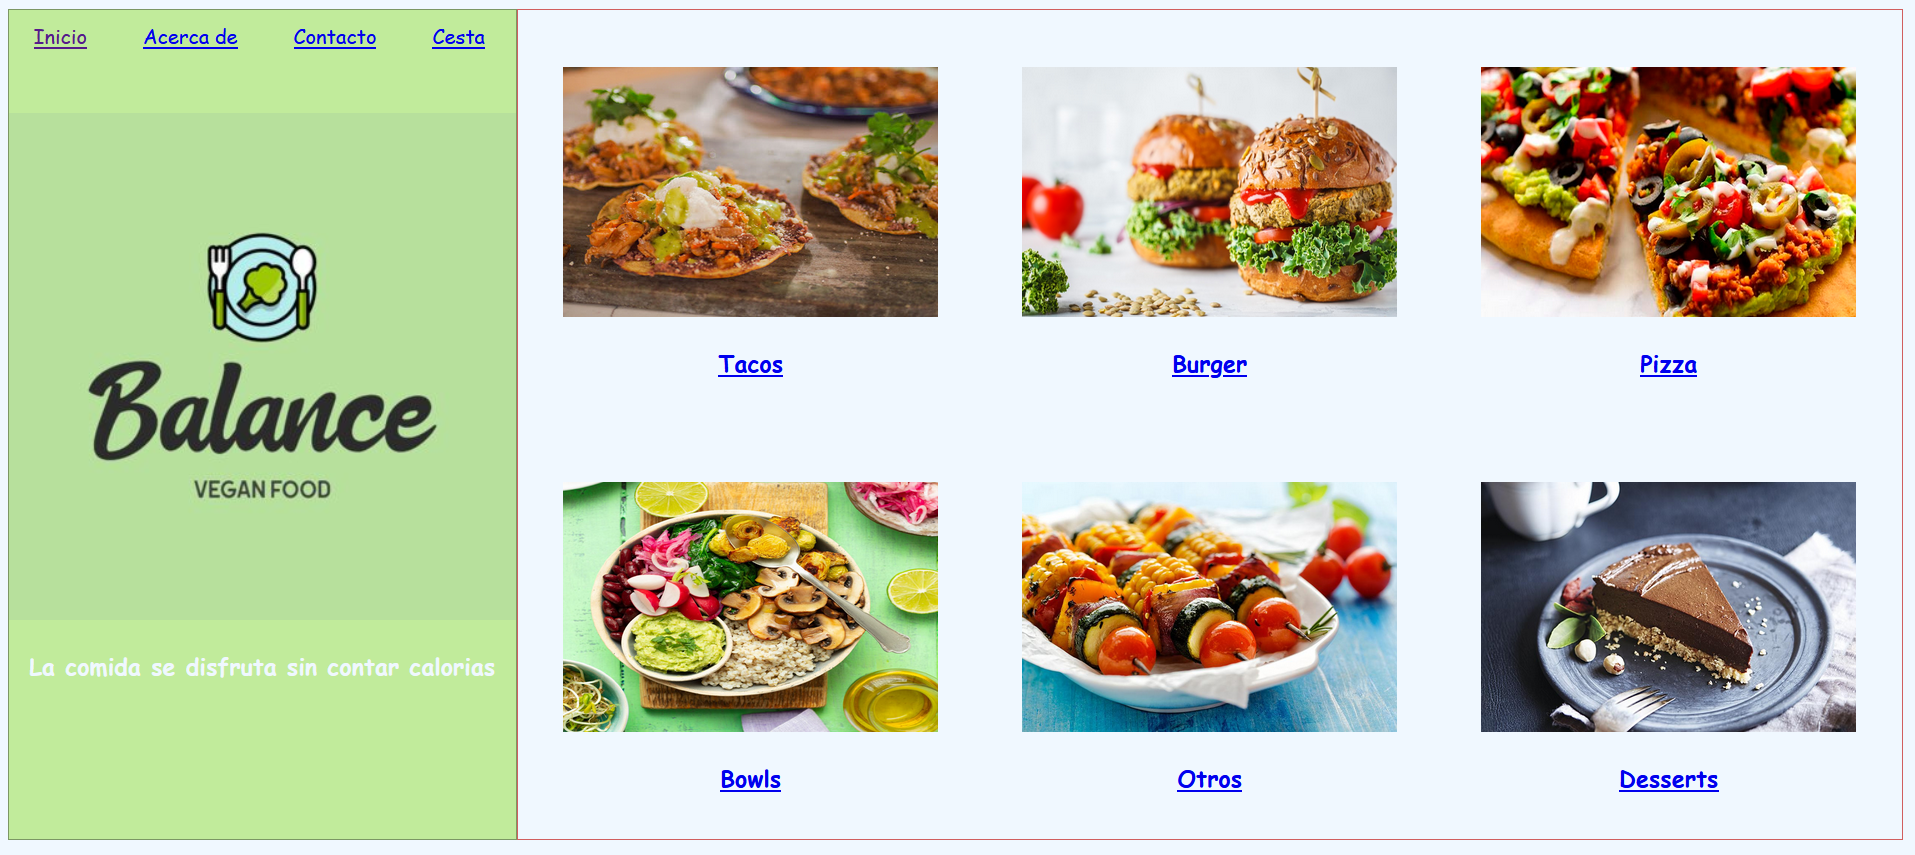 Inicio Acerca de Contacto Cesta
Balance
VEGAN FOOD
La comida se disfruta sin contar calorias
Tacos Burger Pizza
Bowls Otros Desserts